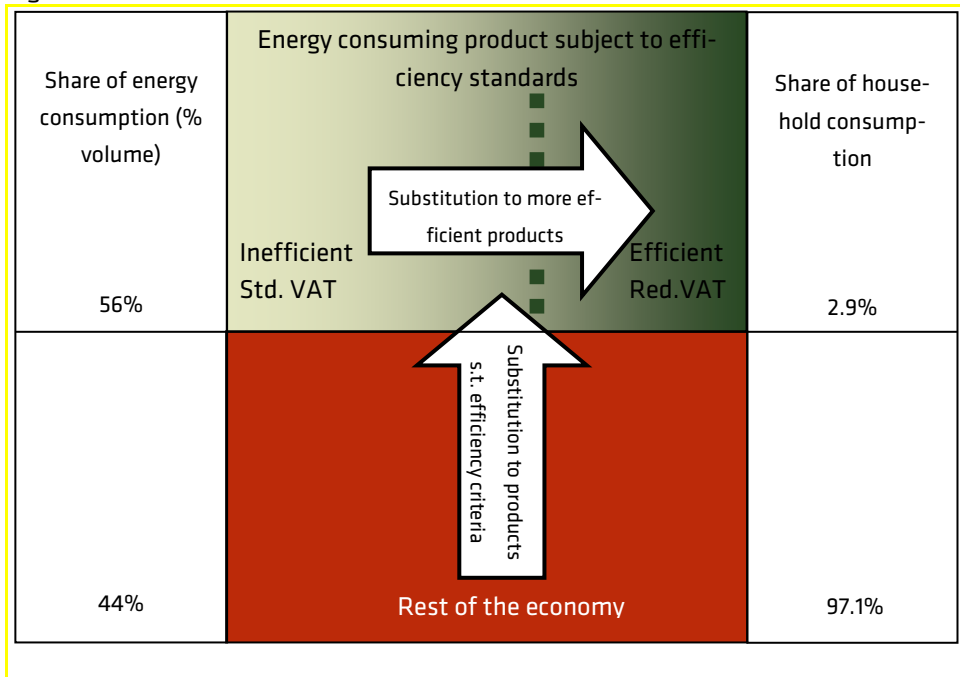 Share of energy
consumption (%
volume)
56%
Energy consuming product subject to effi-
ciency standards
Substitution to more ef-
ficient products
Inefficient
Std. VAT
Efficient
Red.VAT
Share of house-
hold consump-
tion
2.9%
Substitution to products
s.t. efficiency criteria
44%
Rest of the economy
97.1%